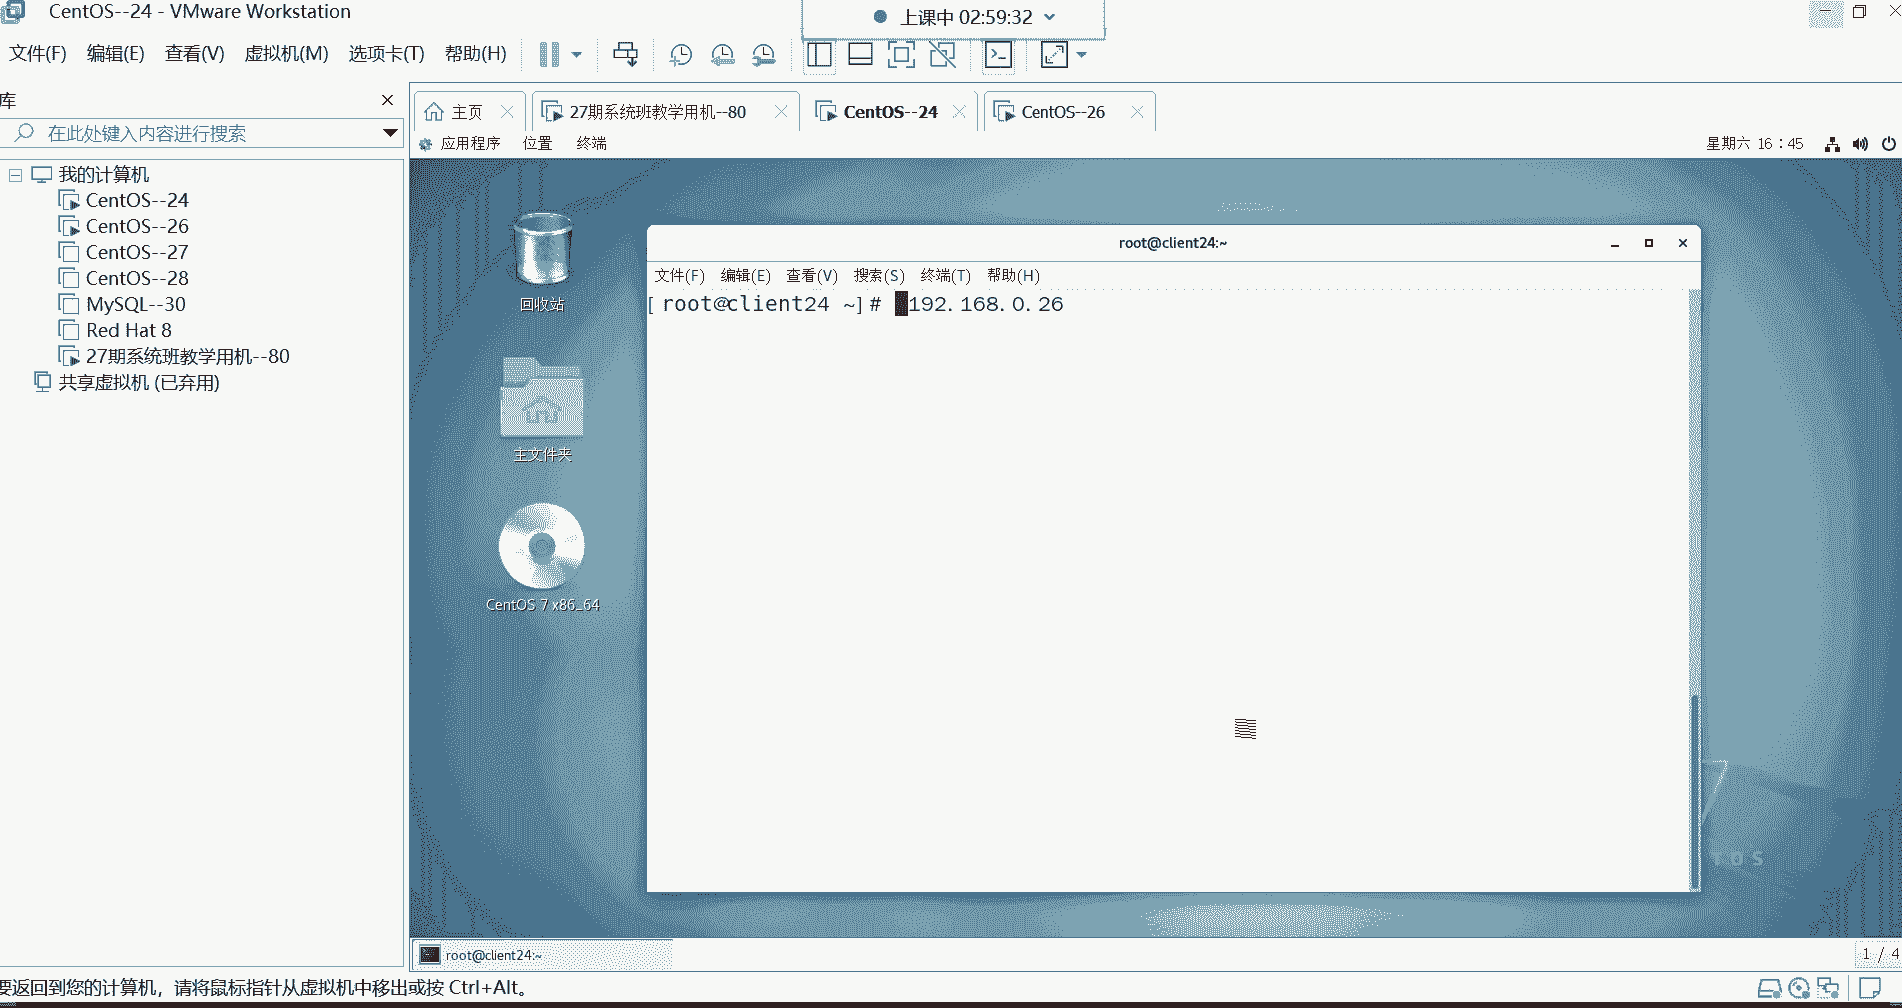 CentOS--24 - VMware Workstation
上课中 02:59:32
文件(F) 编辑(E) 查看(V) 虚拟机(M) 选项卡(T) 帮助(H)
库
在此处键入内容进行搜索
我的计算机
CentOS--24
CentOS--26
CentOS--27
CentOS--28
MySQL--30
Red Hat 8
27期系统班教学用机--80
共享虚拟机 (已弃用)
主页 27期系统班教学用机--80 CentOS--24 CentOS--26
应用程序 位置 终端 星期六 16:45
回收站
主文件夹
CentOS 7 x86_64
root@client24:~
文件(F) 编辑(E) 查看(V) 搜索(S) 终端(T) 帮助(H)
[root@client24 ~]# 192.168.0.26
7
TOS
root@client24:~
1 / 4
要返回到您的计算机，请将鼠标指针从虚拟机中移出或按 Ctrl+Alt。